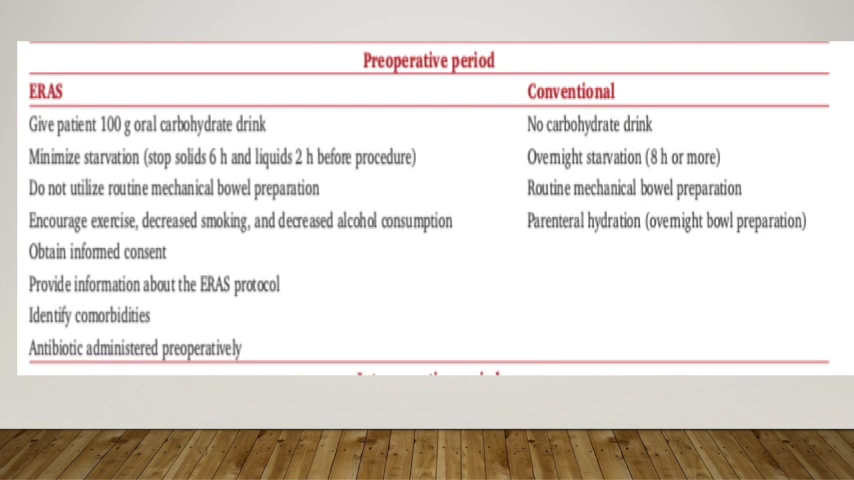 Preoperative period
ERAS Conventional
Give patient 100 g oral carbohydrate drink No carbohydrate drink
Minimize starvation (stop solids 6 h and liquids 2 h before procedure) Overnight starvation (8 h or more)
Do not utilize routine mechanical bowel preparation Routine mechanical bowel preparation
Encourage exercise, decreased smoking, and decreased alcohol consumption Parenteral hydration (overnight bowl preparation)
Obtain informed consent
Provide information about the ERAS protocol
Identify comorbidities
Antibiotic administered preoperatively